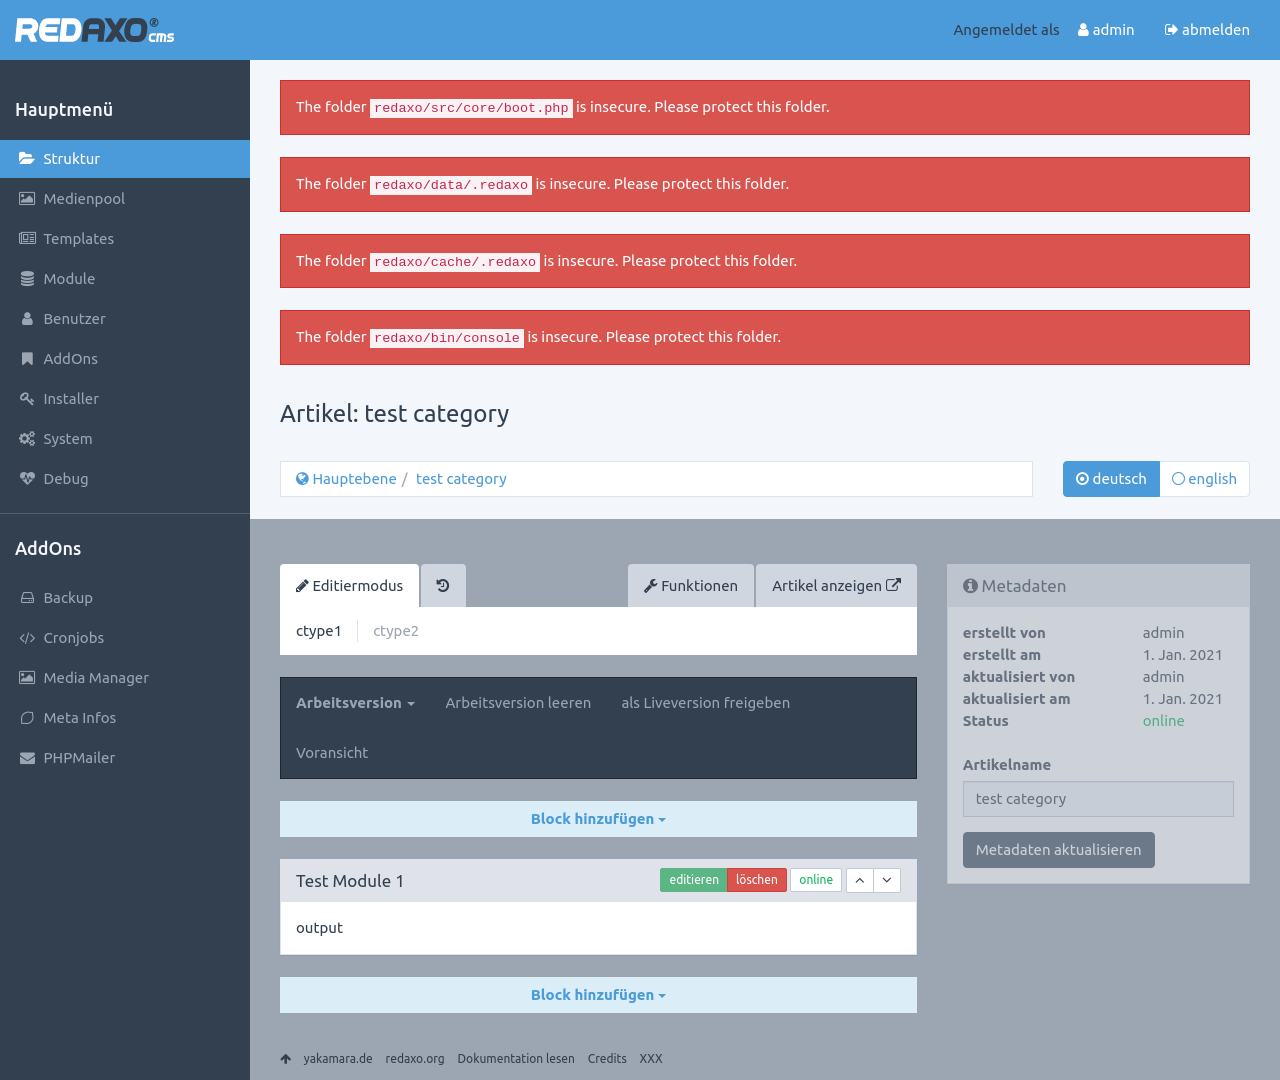 REDAXO® cms
Angemeldet als admin abmelden
Hauptmenü
Struktur
Medienpool
Templates
Module
Benutzer
AddOns
Installer
System
Debug
AddOns
Backup
Cronjobs
Media Manager
Meta Infos
PHPMailer
The folder redaxo/src/core/boot.php is insecure. Please protect this folder.
The folder redaxo/data/.redaxo is insecure. Please protect this folder.
The folder redaxo/cache/.redaxo is insecure. Please protect this folder.
The folder redaxo/bin/console is insecure. Please protect this folder.
Artikel: test category
Hauptebene / test category
deutsch english
Editiermodus Funktionen Artikel anzeigen
ctype1 ctype2
Arbeitsversion Arbeitsversion leeren als Liveversion freigeben
Voransicht
Block hinzufügen
Test Module 1 editieren löschen online
output
Block hinzufügen
Metadaten
erstellt von admin
erstellt am 1. Jan. 2021
aktualisiert von admin
aktualisiert am 1. Jan. 2021
Status online
Artikelname
test category
Metadaten aktualisieren
yakamara.de redaxo.org Dokumentation lesen Credits XXX